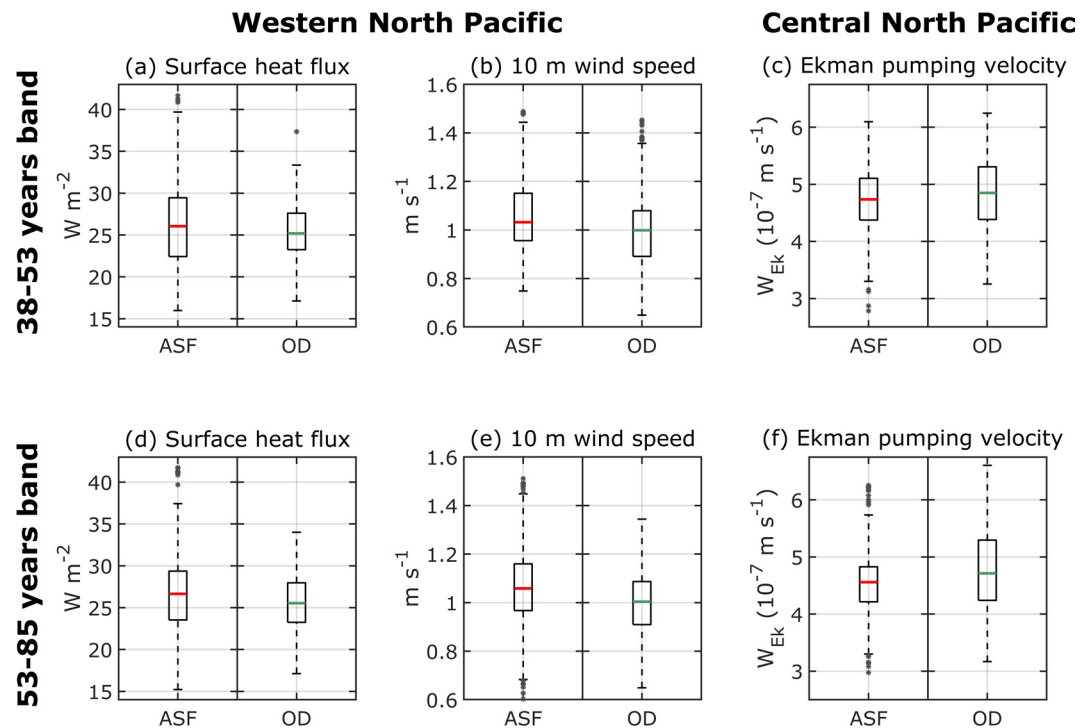 Western North Pacific
Central North Pacific
38-53 years band
(a) Surface heat flux
W m⁻²
40
35
30
25
20
15
ASF
OD
(b) 10 m wind speed
m s⁻¹
1.6
1.4
1.2
1
0.8
0.6
ASF
OD
(c) Ekman pumping velocity
W_Ek (10⁻⁷ m s⁻¹)
6
5
4
3
ASF
OD
53-85 years band
(d) Surface heat flux
W m⁻²
40
35
30
25
20
15
ASF
OD
(e) 10 m wind speed
m s⁻¹
1.6
1.4
1.2
1
0.8
0.6
ASF
OD
(f) Ekman pumping velocity
W_Ek (10⁻⁷ m s⁻¹)
6
5
4
3
ASF
OD